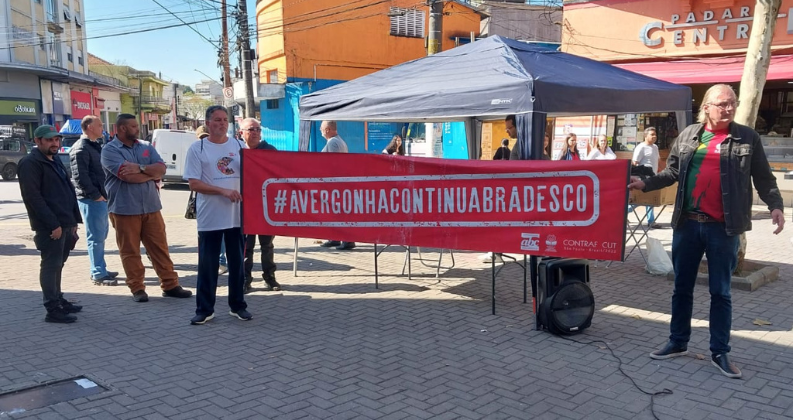 PADAR
CENTR
#AVERGONHACONTINUABRADESCO
abc
CONTRAF CUT